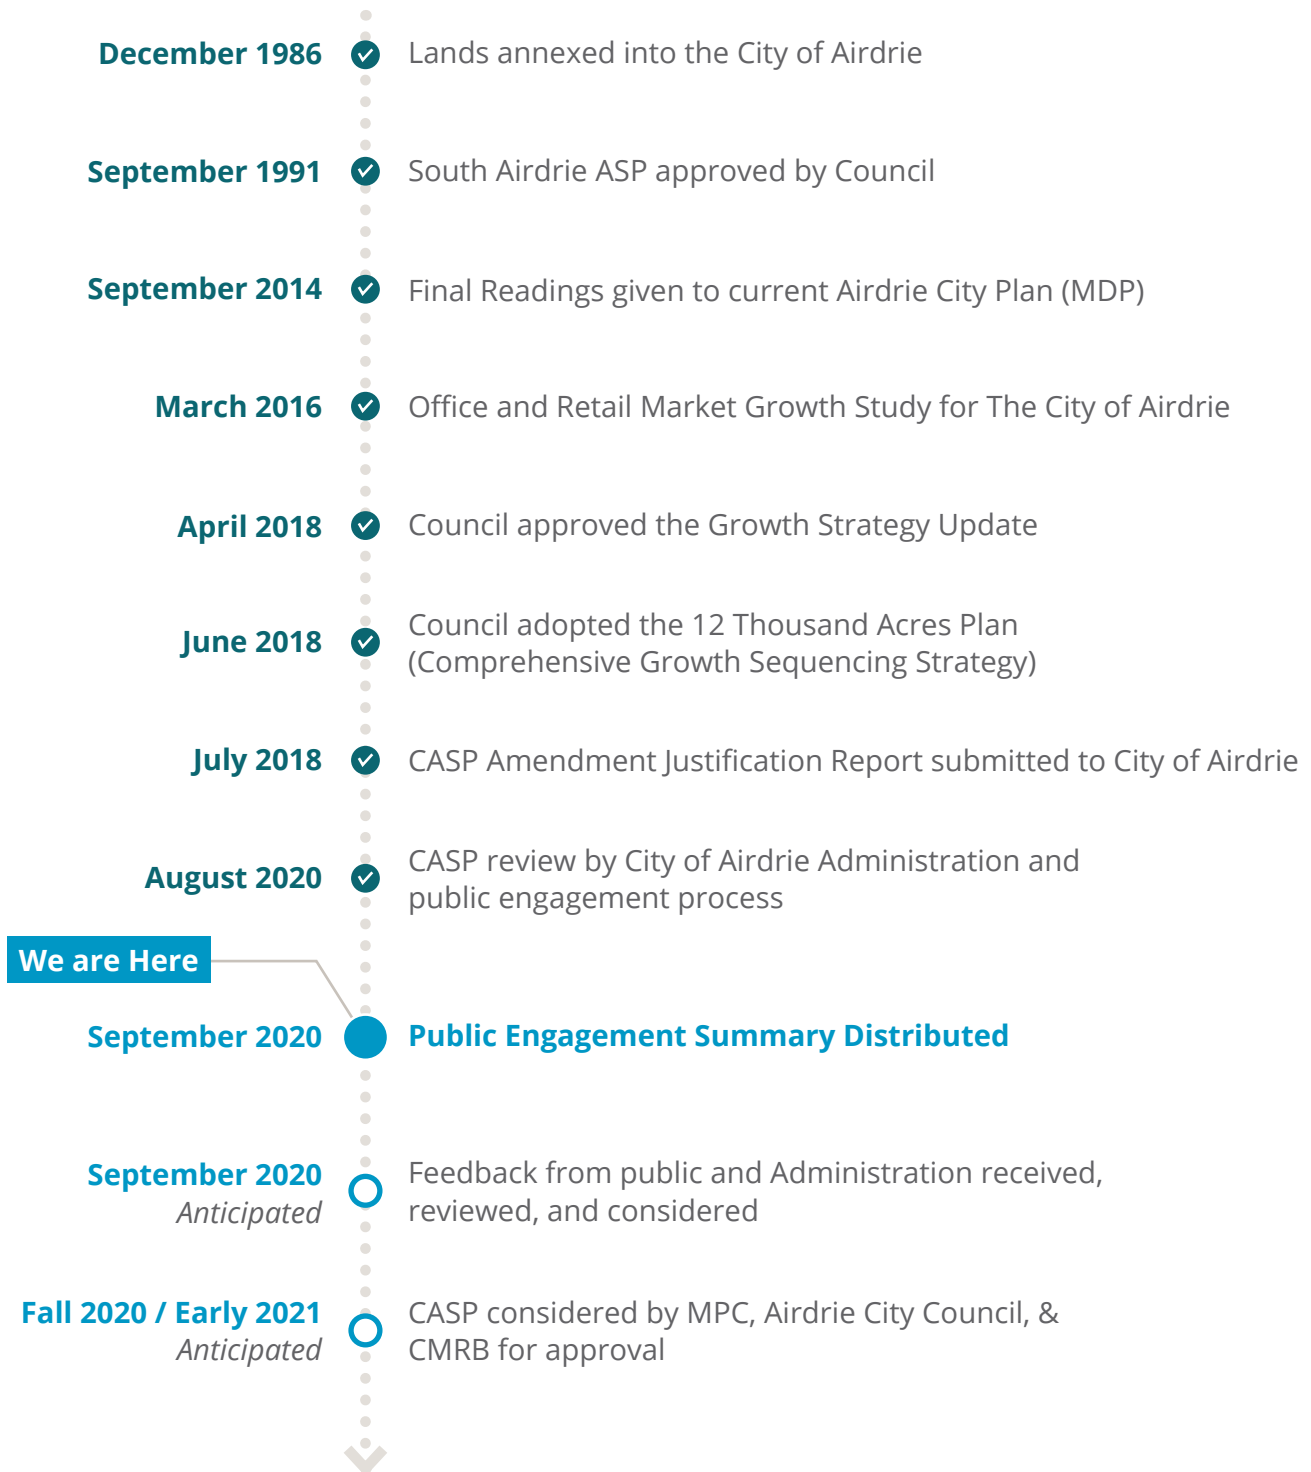 December 1986
Lands annexed into the City of Airdrie
September 1991
South Airdrie ASP approved by Council
September 2014
Final Readings given to current Airdrie City Plan (MDP)
March 2016
Office and Retail Market Growth Study for The City of Airdrie
April 2018
Council approved the Growth Strategy Update
June 2018
Council adopted the 12 Thousand Acres Plan
(Comprehensive Growth Sequencing Strategy)
July 2018
CASP Amendment Justification Report submitted to City of Airdrie
August 2020
CASP review by City of Airdrie Administration and
public engagement process
We are Here
September 2020
Public Engagement Summary Distributed
September 2020
Anticipated
Feedback from public and Administration received,
reviewed, and considered
Fall 2020 / Early 2021
Anticipated
CASP considered by MPC, Airdrie City Council, &
CMRB for approval